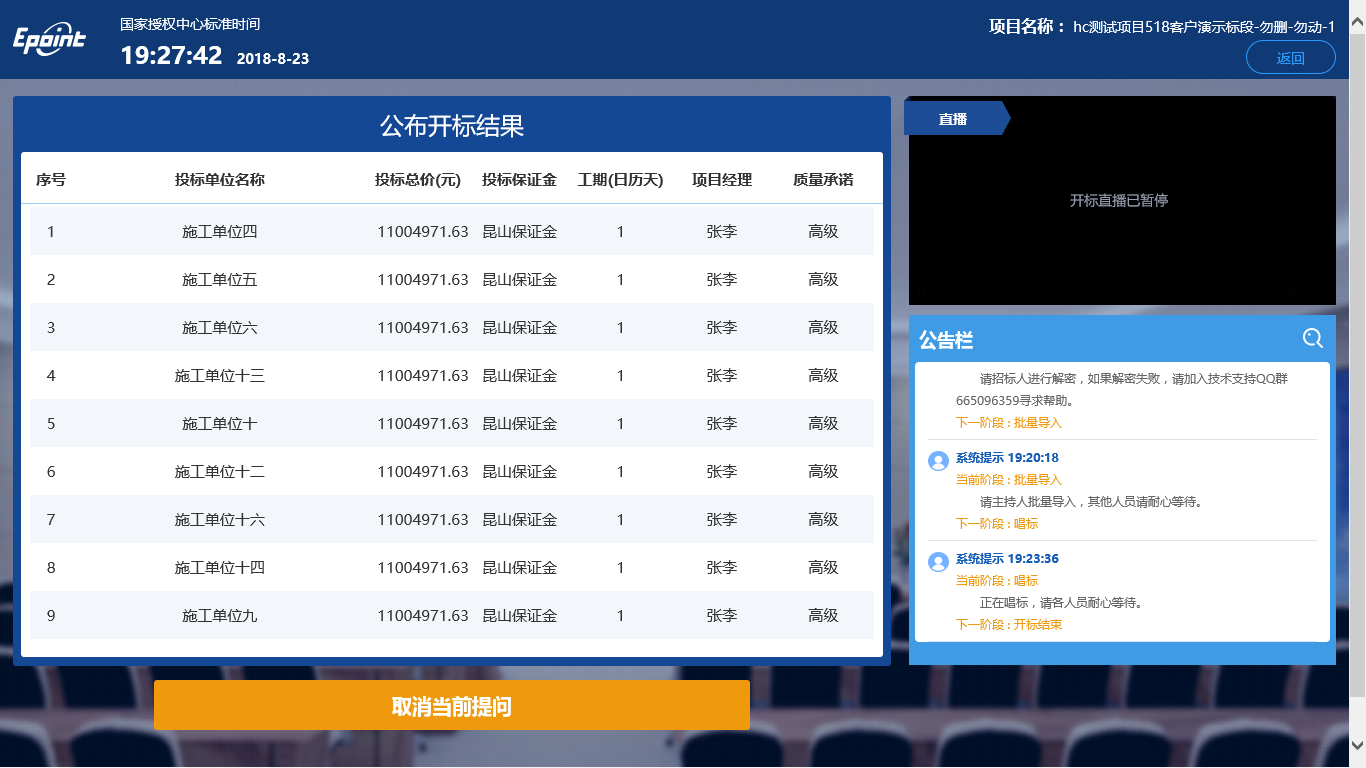 Epoint
国家授权中心标准时间
19:27:42 2018-8-23
项目名称： hc测试项目518客户演示标段-勿删-勿动-1
返回
公布开标结果
序号 投标单位名称 投标总价(元) 投标保证金 工期(日历天) 项目经理 质量承诺
1 施工单位四 11004971.63 昆山保证金 1 张李 高级
2 施工单位五 11004971.63 昆山保证金 1 张李 高级
3 施工单位六 11004971.63 昆山保证金 1 张李 高级
4 施工单位十三 11004971.63 昆山保证金 1 张李 高级
5 施工单位十 11004971.63 昆山保证金 1 张李 高级
6 施工单位十二 11004971.63 昆山保证金 1 张李 高级
7 施工单位十六 11004971.63 昆山保证金 1 张李 高级
8 施工单位十四 11004971.63 昆山保证金 1 张李 高级
9 施工单位九 11004971.63 昆山保证金 1 张李 高级
取消当前提问
直播
开标直播已暂停
公告栏
请招标人进行解密，如果解密失败，请加入技术支持QQ群
665096359寻求帮助。
下一阶段 : 批量导入
系统提示 19:20:18
当前阶段 : 批量导入
请主持人批量导入，其他人员请耐心等待。
下一阶段 : 唱标
系统提示 19:23:36
当前阶段 : 唱标
正在唱标，请各人员耐心等待。
下一阶段 : 开标结束